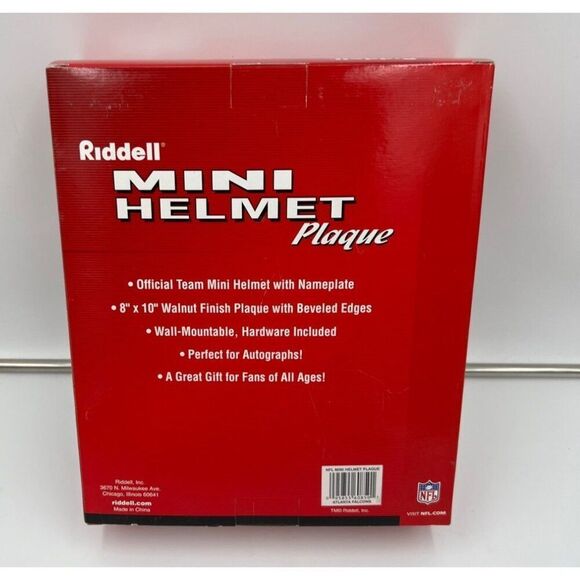 Riddell®
MINI
HELMET
Plaque
• Official Team Mini Helmet with Nameplate
• 8" x 10" Walnut Finish Plaque with Beveled Edges
• Wall-Mountable, Hardware Included
• Perfect for Autographs!
• A Great Gift for Fans of All Ages!
Riddell, Inc.
3670 N. Milwaukee Ave.
Chicago, Illinois 60641
riddell.com
Made in China
NFL MINI HELMET PLAQUE
ATLANTA FALCONS
TM® Riddell, Inc.
NFL
VISIT NFL.COM